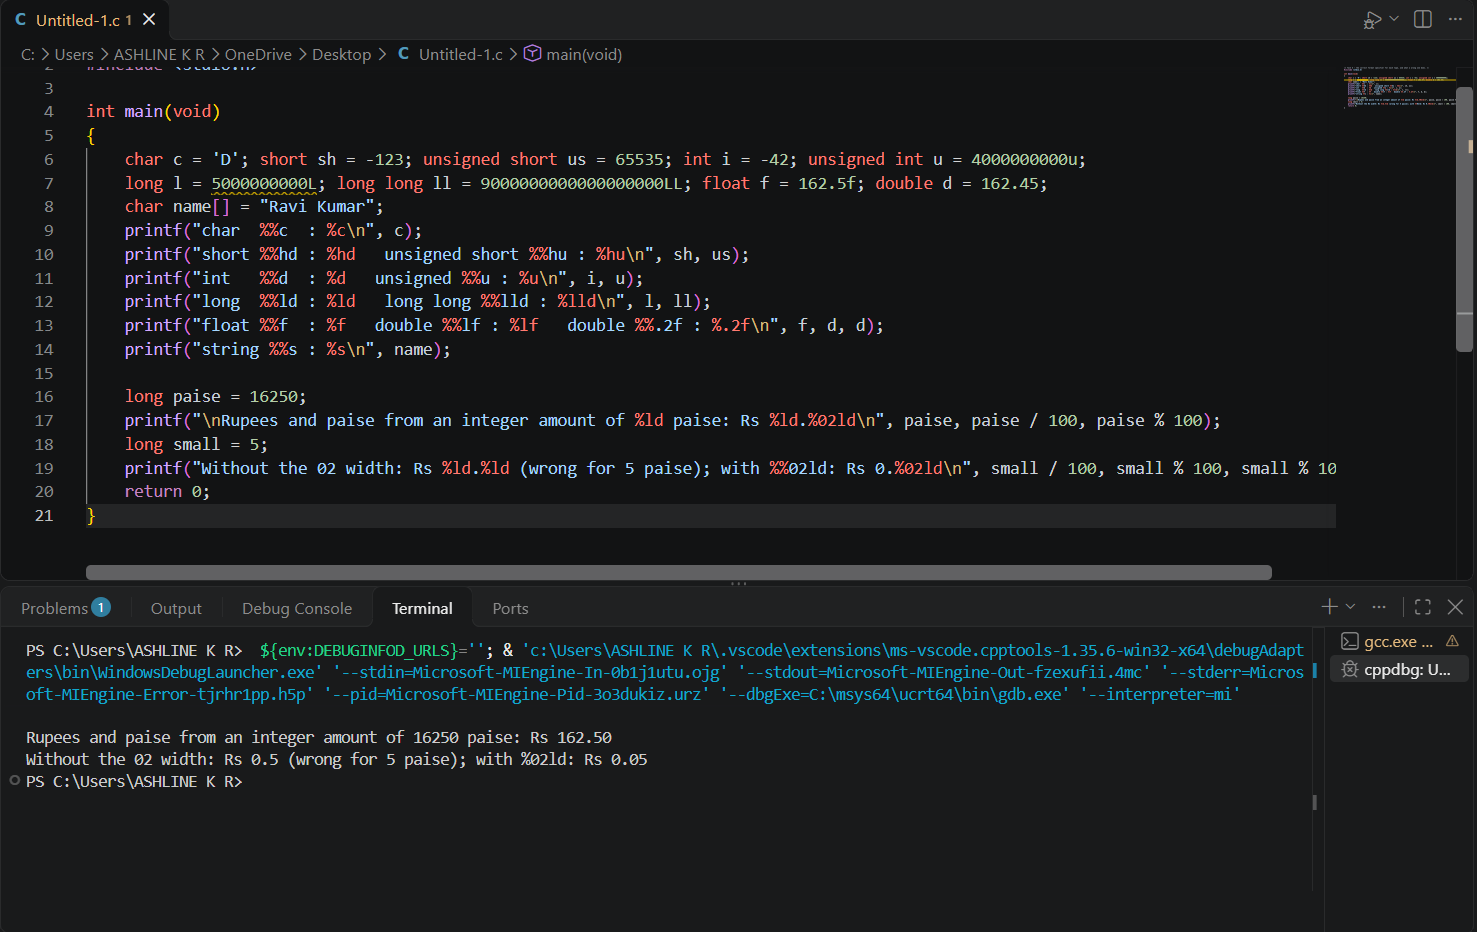 C Untitled-1.c 1
C: > Users > ASHLINE K R > OneDrive > Desktop > C Untitled-1.c > main(void)
2 #include <stdio.h>
3
4 int main(void)
5 {
6 char c = 'D'; short sh = -123; unsigned short us = 65535; int i = -42; unsigned int u = 4000000000u;
7 long l = 5000000000L; long long ll = 9000000000000000000LL; float f = 162.5f; double d = 162.45;
8 char name[] = "Ravi Kumar";
9 printf("char  %%c  : %c\n", c);
10 printf("short %%hd : %hd   unsigned short %%hu : %hu\n", sh, us);
11 printf("int   %%d  : %d   unsigned %%u : %u\n", i, u);
12 printf("long  %%ld : %ld   long long %%lld : %lld\n", l, ll);
13 printf("float %%f  : %f   double %%lf : %lf   double %%.2f : %.2f\n", f, d, d);
14 printf("string %%s : %s\n", name);
15
16 long paise = 16250;
17 printf("\nRupees and paise from an integer amount of %ld paise: Rs %ld.%02ld\n", paise, paise / 100, paise % 100);
18 long small = 5;
19 printf("Without the 02 width: Rs %ld.%ld (wrong for 5 paise); with %%02ld: Rs 0.%02ld\n", small / 100, small % 100, small % 10
20 return 0;
21 }
Problems 1 Output Debug Console Terminal Ports
PS C:\Users\ASHLINE K R>  ${env:DEBUGINFOD_URLS}=''; & 'c:\Users\ASHLINE K R\.vscode\extensions\ms-vscode.cpptools-1.35.6-win32-x64\debugAdapt
ers\bin\WindowsDebugLauncher.exe' '--stdin=Microsoft-MIEngine-In-0b1j1utu.ojg' '--stdout=Microsoft-MIEngine-Out-fzexufii.4mc' '--stderr=Micros
oft-MIEngine-Error-tjrhr1pp.h5p' '--pid=Microsoft-MIEngine-Pid-3o3dukiz.urz' '--dbgExe=C:\msys64\ucrt64\bin\gdb.exe' '--interpreter=mi'
gcc.exe ...
cppdbg: U...
Rupees and paise from an integer amount of 16250 paise: Rs 162.50
Without the 02 width: Rs 0.5 (wrong for 5 paise); with %02ld: Rs 0.05
PS C:\Users\ASHLINE K R>